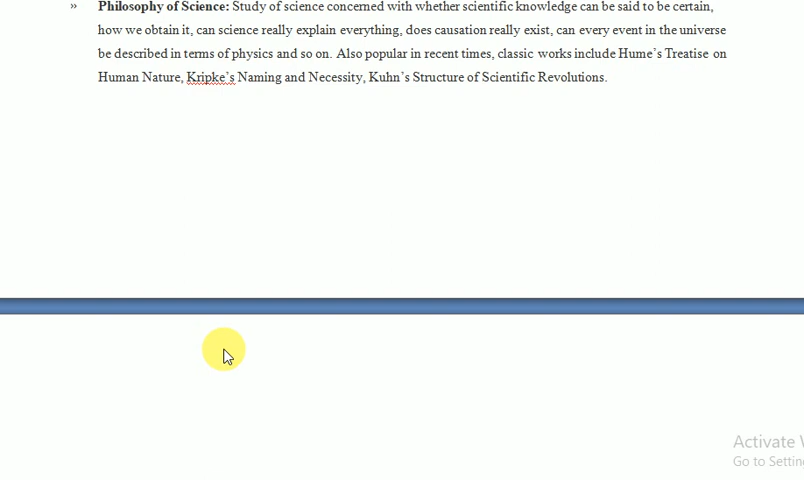 » Philosophy of Science: Study of science concerned with whether scientific knowledge can be said to be certain,
how we obtain it, can science really explain everything, does causation really exist, can every event in the universe
be described in terms of physics and so on. Also popular in recent times, classic works include Hume's Treatise on
Human Nature, Kripke's Naming and Necessity, Kuhn's Structure of Scientific Revolutions.
Activate
Go to Setting